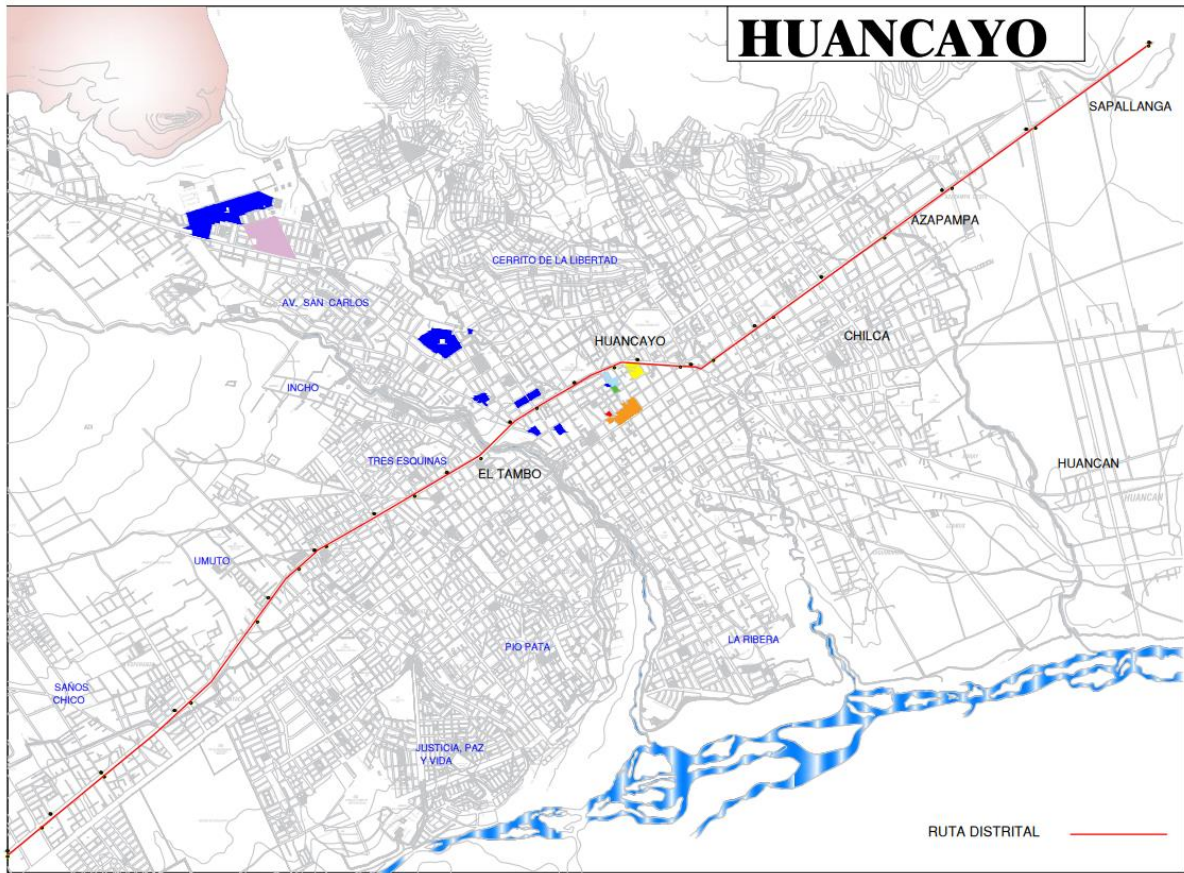 HUANCAYO
SAPALLANGA
AZAPAMPA
CERRITO DE LA LIBERTAD
AV. SAN CARLOS
HUANCAYO
CHILCA
INCHO
TRES ESQUINAS
EL TAMBO
HUANCAN
HUANCAN
UMUTO
PIO PATA
LA RIBERA
SAÑOS
CHICO
JUSTICIA, PAZ
Y VIDA
RUTA DISTRITAL